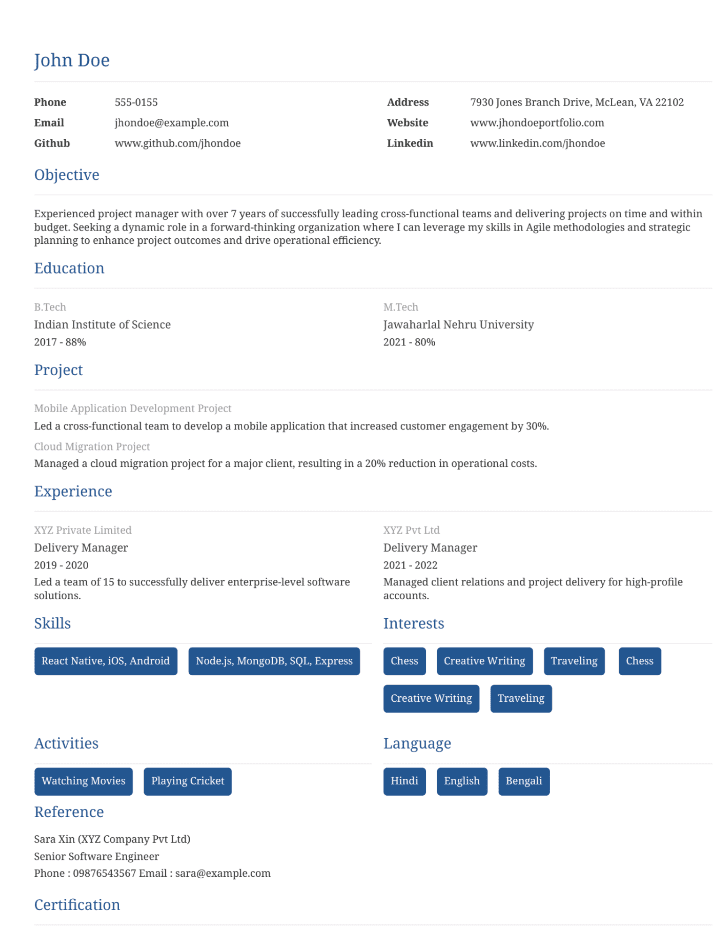 John Doe
Phone 555-0155 Address 7930 Jones Branch Drive, McLean, VA 22102
Email jhondoe@example.com Website www.jhondoeportfolio.com
Github www.github.com/jhondoe Linkedin www.linkedin.com/jhondoe
Objective
Experienced project manager with over 7 years of successfully leading cross-functional teams and delivering projects on time and within
budget. Seeking a dynamic role in a forward-thinking organization where I can leverage my skills in Agile methodologies and strategic
planning to enhance project outcomes and drive operational efficiency.
Education
B.Tech
Indian Institute of Science
2017 - 88%
M.Tech
Jawaharlal Nehru University
2021 - 80%
Project
Mobile Application Development Project
Led a cross-functional team to develop a mobile application that increased customer engagement by 30%.
Cloud Migration Project
Managed a cloud migration project for a major client, resulting in a 20% reduction in operational costs.
Experience
XYZ Private Limited
Delivery Manager
2019 - 2020
Led a team of 15 to successfully deliver enterprise-level software
solutions.
XYZ Pvt Ltd
Delivery Manager
2021 - 2022
Managed client relations and project delivery for high-profile
accounts.
Skills
React Native, iOS, Android Node.js, MongoDB, SQL, Express
Interests
Chess Creative Writing Traveling Chess
Creative Writing Traveling
Activities
Watching Movies Playing Cricket
Language
Hindi English Bengali
Reference
Sara Xin (XYZ Company Pvt Ltd)
Senior Software Engineer
Phone : 09876543567 Email : sara@example.com
Certification